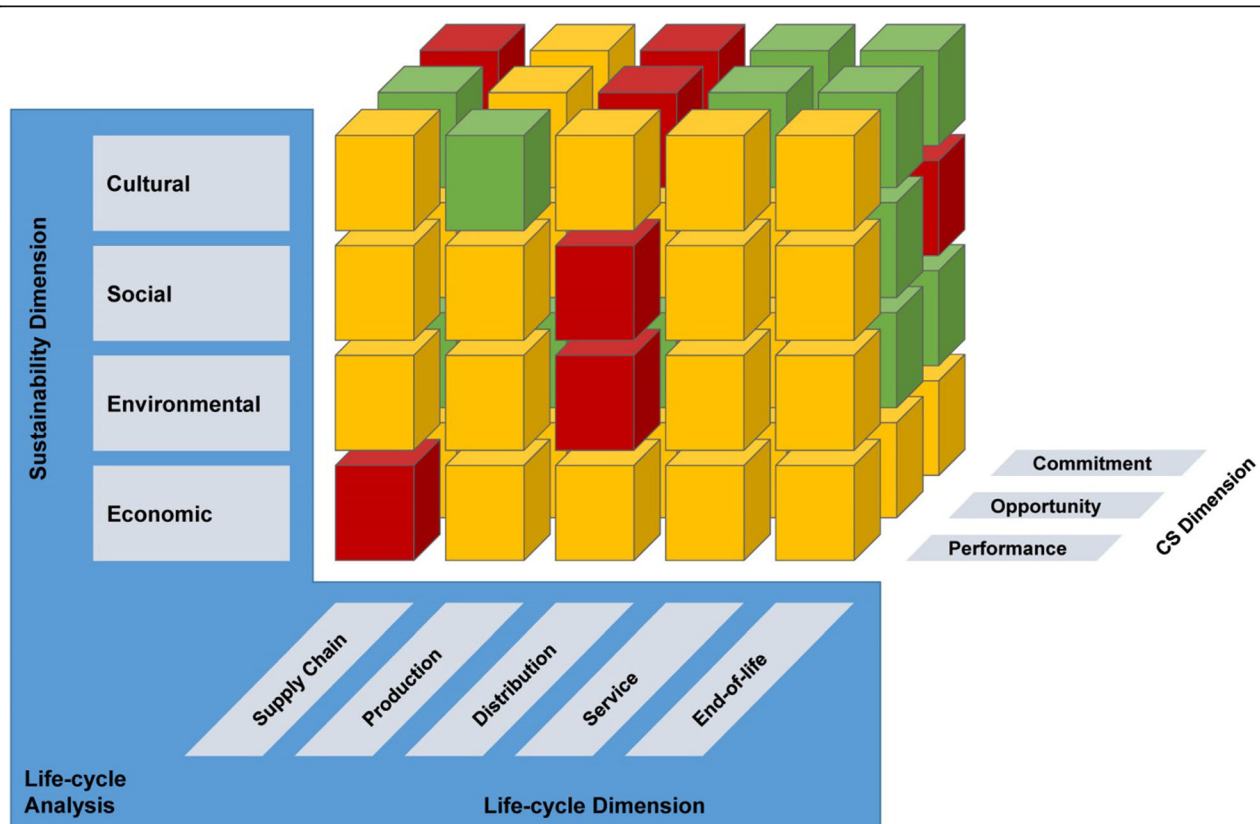 Sustainability Dimension
Cultural
Social
Environmental
Economic
Commitment
Opportunity
Performance
CS Dimension
Supply Chain
Production
Distribution
Service
End-of-life
Life-cycle
Analysis
Life-cycle Dimension